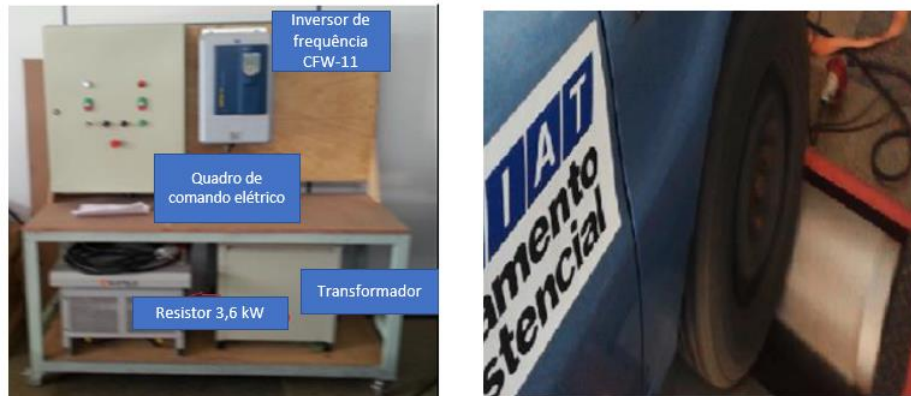 Inversor de
frequência
CFW-11
Quadro de
comando elétrico
Resistor 3,6 kW
Transformador
IAT
amento
stencial